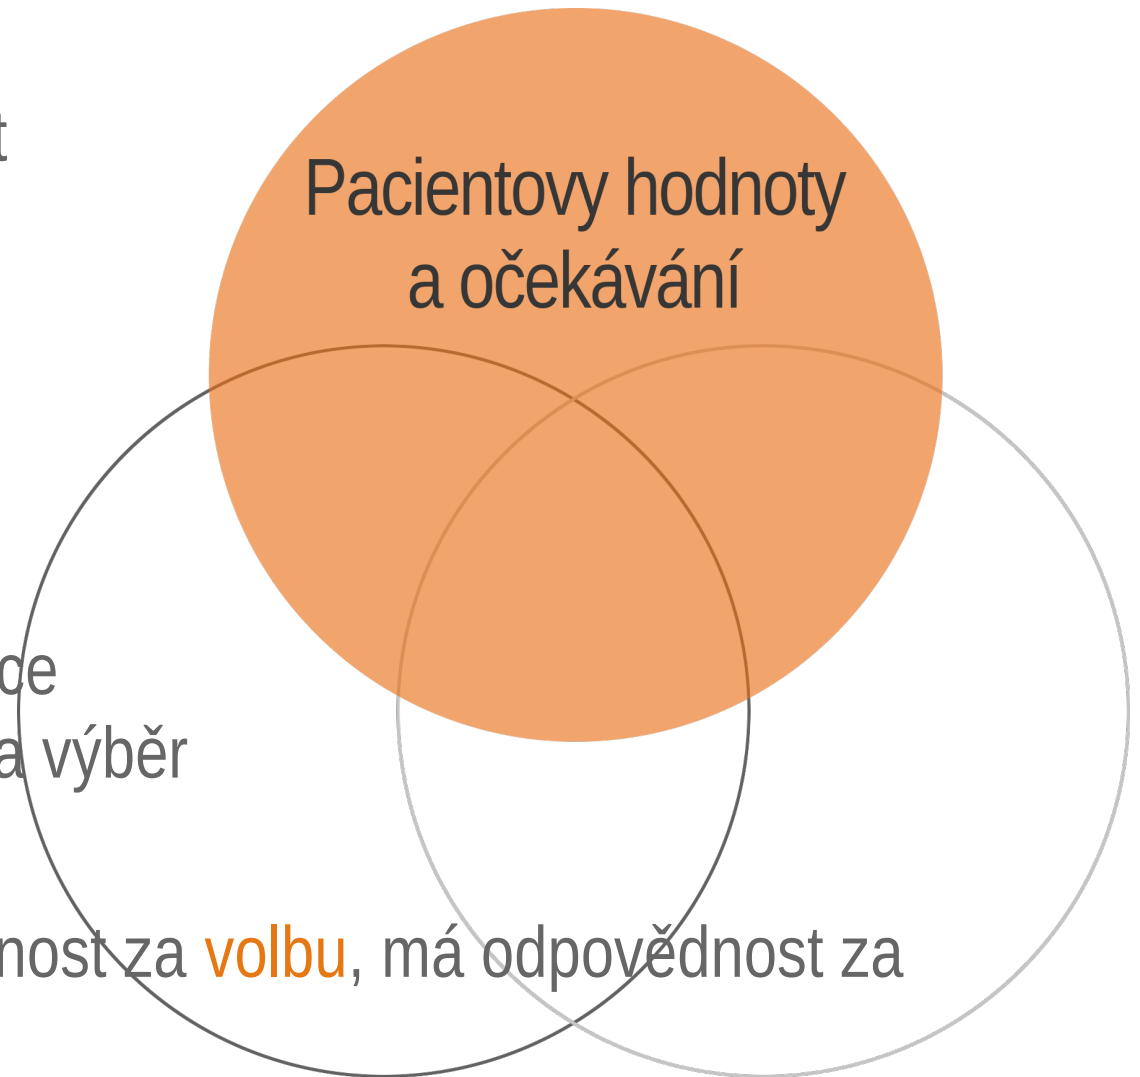 t
Pacientovy hodnoty
a očekávání
ce
a výběr
nost za volbu, má odpovědnost za